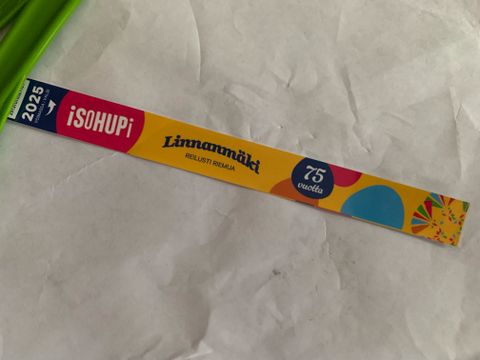 2025
iSOHUPi
Linnanmäki
REILUSTI RIEMUA
75
vuotta